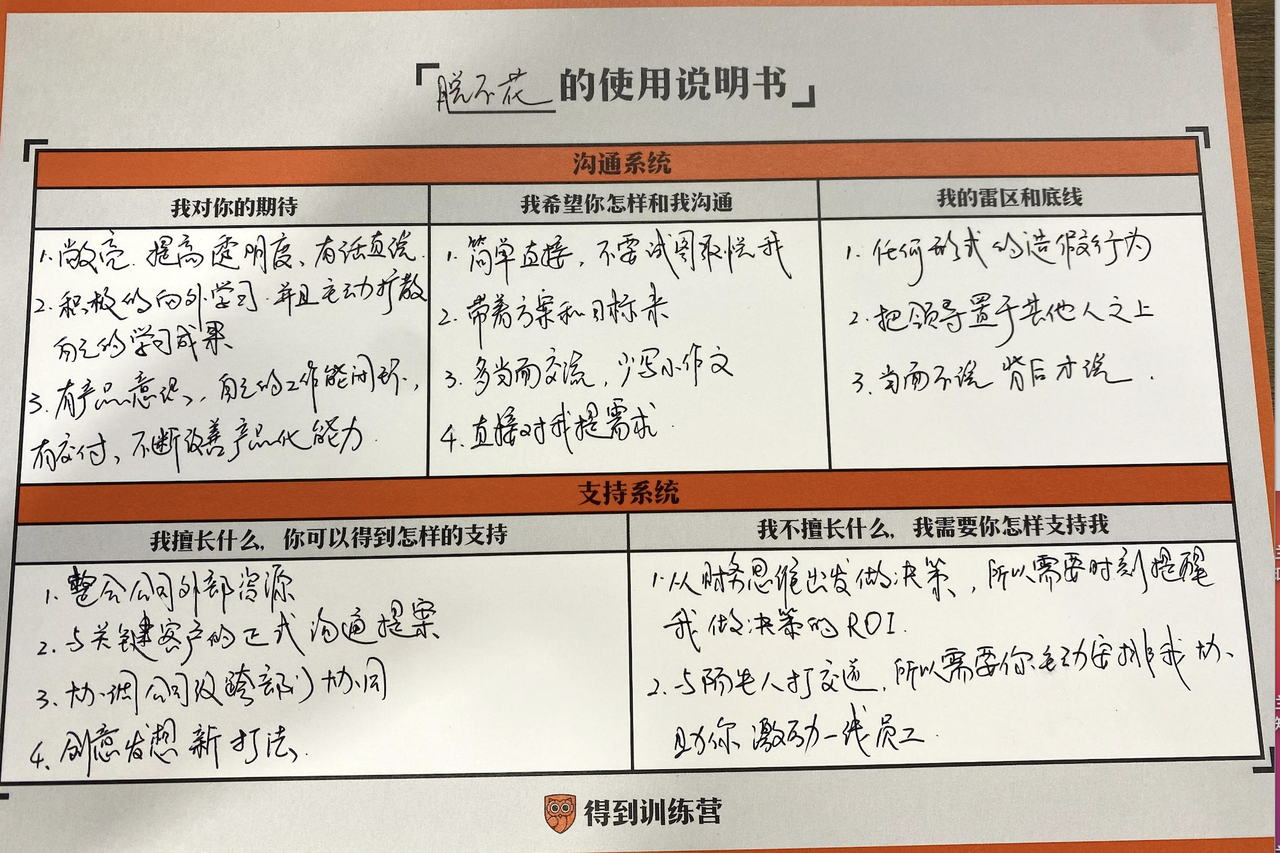 「脱不花的使用说明书」
沟通系统
我对你的期待
1.敞亮.提高透明度、有话直说.
2.积极的向外学习.并且主动扩散
自己的学习成果
3.有产品意识,自己的工作能闭环,
有交付、不断改善产品化能力.
我希望你怎样和我沟通
1.简单直接,不要试图取悦我
2.带着方案和目标来
3.多当面交流,少写小作文
4.直接对我提需求.
我的雷区和底线
1.任何形式的造假行为
2.把领导置于其他人之上
3.当面不说 背后才说.
支持系统
我擅长什么,你可以得到怎样的支持
1.整合公司外部资源
2.与关键客户的正式沟通提案
3.协调公司级跨部门协同
4.创意发想 新打法.
我不擅长什么,我需要你怎样支持我
1.从财务思维出发做决策,所以需要时刻提醒
我做决策的ROI.
2.与陌生人打交道,所以需要你主动安排我协
助你激励一线员工.
得到训练营